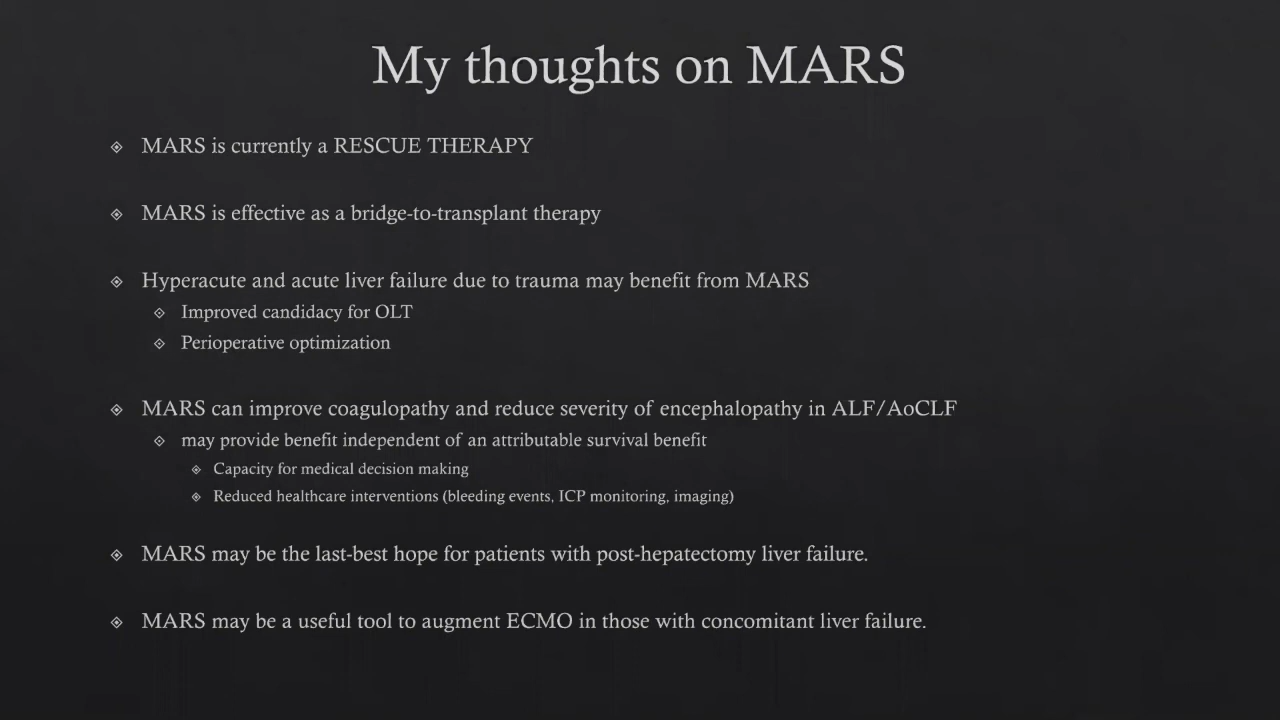 My thoughts on MARS
MARS is currently a RESCUE THERAPY
MARS is effective as a bridge-to-transplant therapy
Hyperacute and acute liver failure due to trauma may benefit from MARS
Improved candidacy for OLT
Perioperative optimization
MARS can improve coagulopathy and reduce severity of encephalopathy in ALF/AoCLF
may provide benefit independent of an attributable survival benefit
Capacity for medical decision making
Reduced healthcare interventions (bleeding events, ICP monitoring, imaging)
MARS may be the last-best hope for patients with post-hepatectomy liver failure.
MARS may be a useful tool to augment ECMO in those with concomitant liver failure.